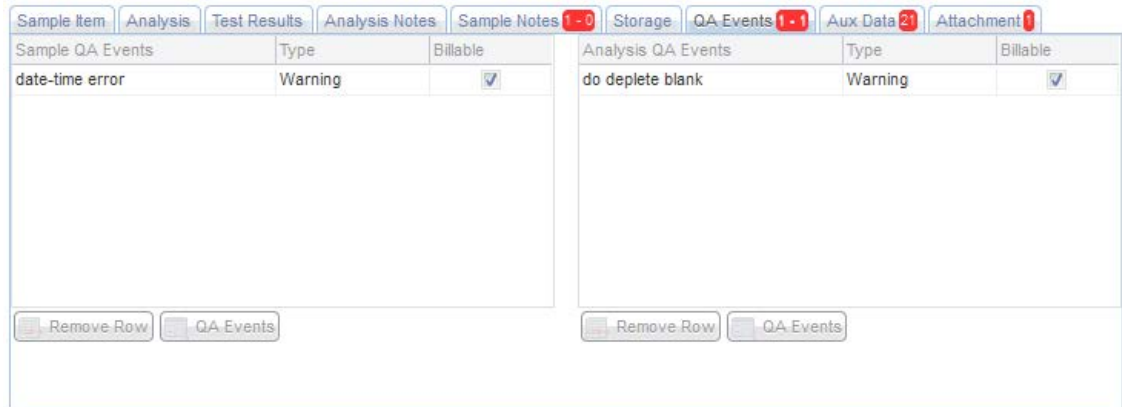 Sample Item Analysis Test Results Analysis Notes Sample Notes 1 - 0 Storage QA Events 1 - 1 Aux Data 21 Attachment 1
Sample QA Events Type Billable Analysis QA Events Type Billable
date-time error Warning do deplete blank Warning
Remove Row QA Events Remove Row QA Events